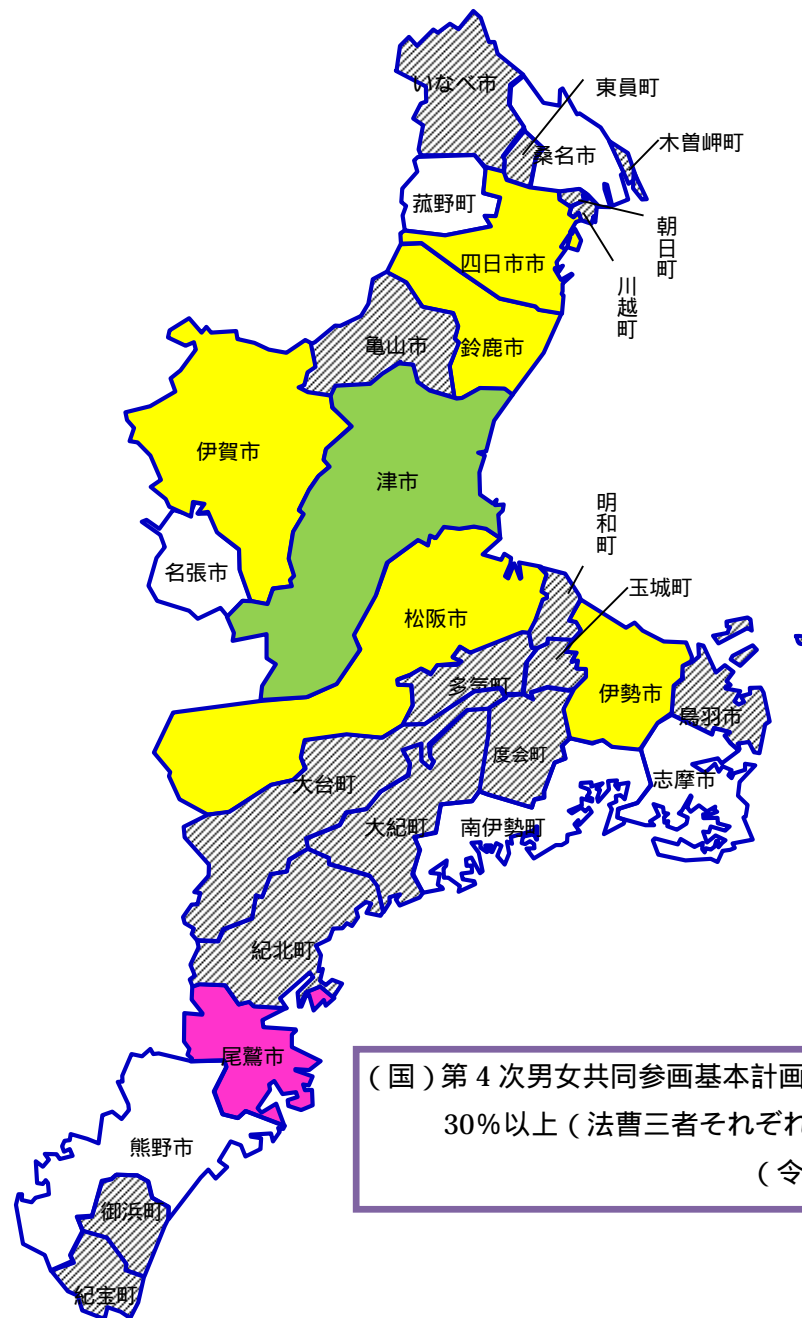 いなべ市
東員町
桑名市
木曽岬町
菰野町
朝日町
四日市市
川越町
亀山市
鈴鹿市
伊賀市
津市
明和町
名張市
玉城町
松阪市
多気町
伊勢市
鳥羽市
度会町
志摩市
大台町
大紀町
南伊勢町
紀北町
尾鷲市
（国）第４次男女共同参画基本計画
30％以上（法曹三者それぞれ
（令
熊野市
御浜町
紀宝町